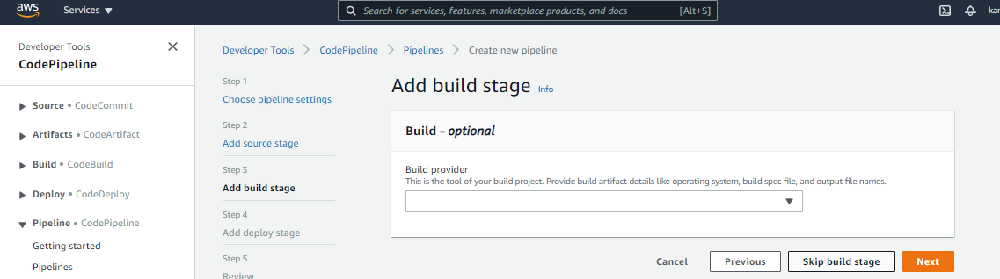 aws
Services
Search for services, features, marketplace products, and docs
[Alt+S]
Developer Tools
CodePipeline
Source • CodeCommit
Artifacts • CodeArtifact
Build • CodeBuild
Deploy • CodeDeploy
Pipeline • CodePipeline
Getting started
Pipelines
Developer Tools
CodePipeline
Pipelines
Create new pipeline
Step 1
Choose pipeline settings
Step 2
Add source stage
Step 3
Add build stage
Step 4
Add deploy stage
Step 5
Review
Add build stage Info
Build - optional
Build provider
This is the tool of your build project. Provide build artifact details like operating system, build spec file, and output file names.
Cancel
Previous
Skip build stage
Next